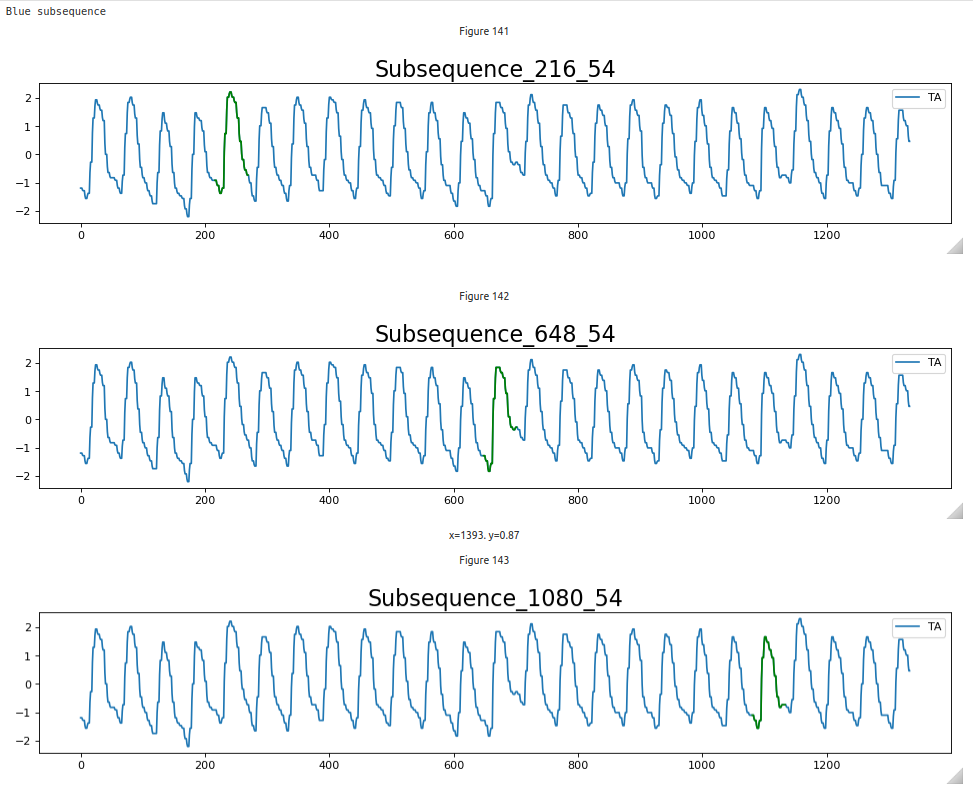 Blue subsequence
Figure 141
Subsequence_216_54
TA
2
1
0
−1
−2
0 200 400 600 800 1000 1200
Figure 142
Subsequence_648_54
TA
2
1
0
−1
−2
0 200 400 600 800 1000 1200
x=1393. y=0.87
Figure 143
Subsequence_1080_54
TA
2
1
0
−1
−2
0 200 400 600 800 1000 1200